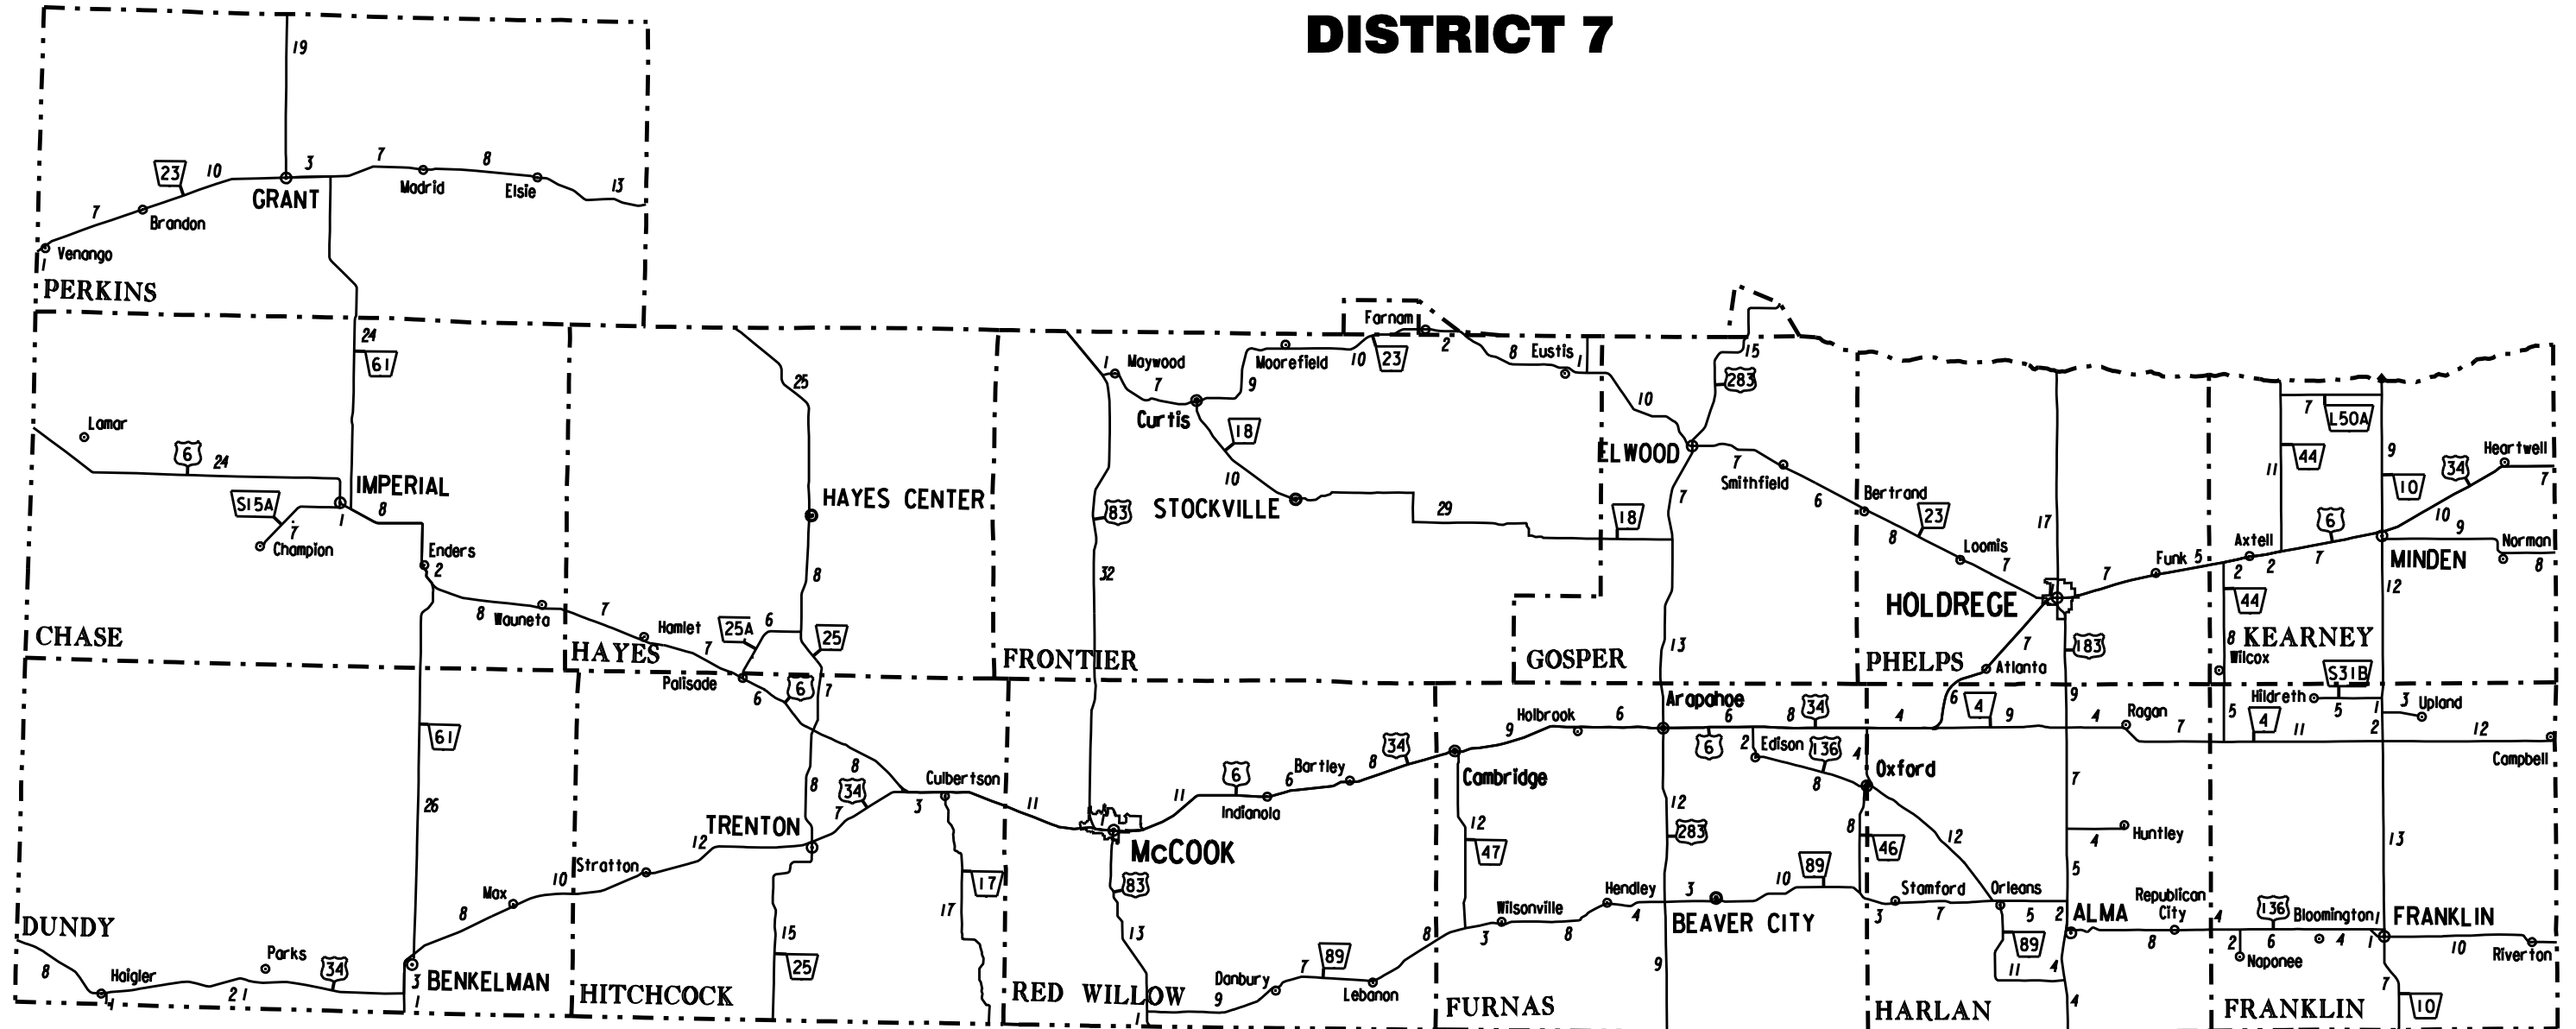 DISTRICT 7
19
23
10
3
7
8
13
GRANT
Madrid
Elsie
7
Brandon
Venango
1
PERKINS
24
61
Lamar
6
24
IMPERIAL
S15A
7
Champion
1
8
Enders
2
8
Wauneta
CHASE
25
HAYES CENTER
8
7
Hamlet
7
25A
6
25
HAYES
Palisade
6
6
7
1
Maywood
7
Curtis
9
Moorefield
10
23
Farnam
2
8
Eustis
1
18
10
STOCKVILLE
29
18
83
32
FRONTIER
10
ELWOOD
15
283
7
Smithfield
6
7
13
GOSPER
Bertrand
23
8
Loomis
7
17
HOLDREGE
7
Funk
5
7
Atlanta
183
PHELPS
9
7
L50A
44
11
9
10
34
Heartwell
7
10
9
Norman
8
6
Axtell
2
2
7
MINDEN
12
44
8
KEARNEY
Wilcox
S31B
Hildreth
5
1
3
Upland
61
26
DUNDY
8
Haigler
1
21
Parks
34
3
1
BENKELMAN
8
Max
10
Stratton
12
TRENTON
8
34
7
8
3
Culbertson
15
25
HITCHCOCK
17
17
11
7
McCOOK
83
13
11
6
Indianola
6
Bartley
8
34
RED WILLOW
1
9
Danbury
7
89
Lebanon
8
Cambridge
9
Holbrook
6
Arapahoe
12
47
3
Wilsonville
8
Hendley
4
3
BEAVER CITY
10
89
12
283
9
FURNAS
6
6
8
34
2
Edison
136
8
4
Oxford
8
46
12
4
6
4
9
4
Ragan
7
7
4
Huntley
5
3
Stamford
7
Orleans
5
2
ALMA
89
11
4
4
HARLAN
Republican
City
8
5
4
11
2
12
Campbell
13
4
136
Bloomington
1
FRANKLIN
2
Naponee
6
4
1
10
Riverton
7
10
FRANKLIN